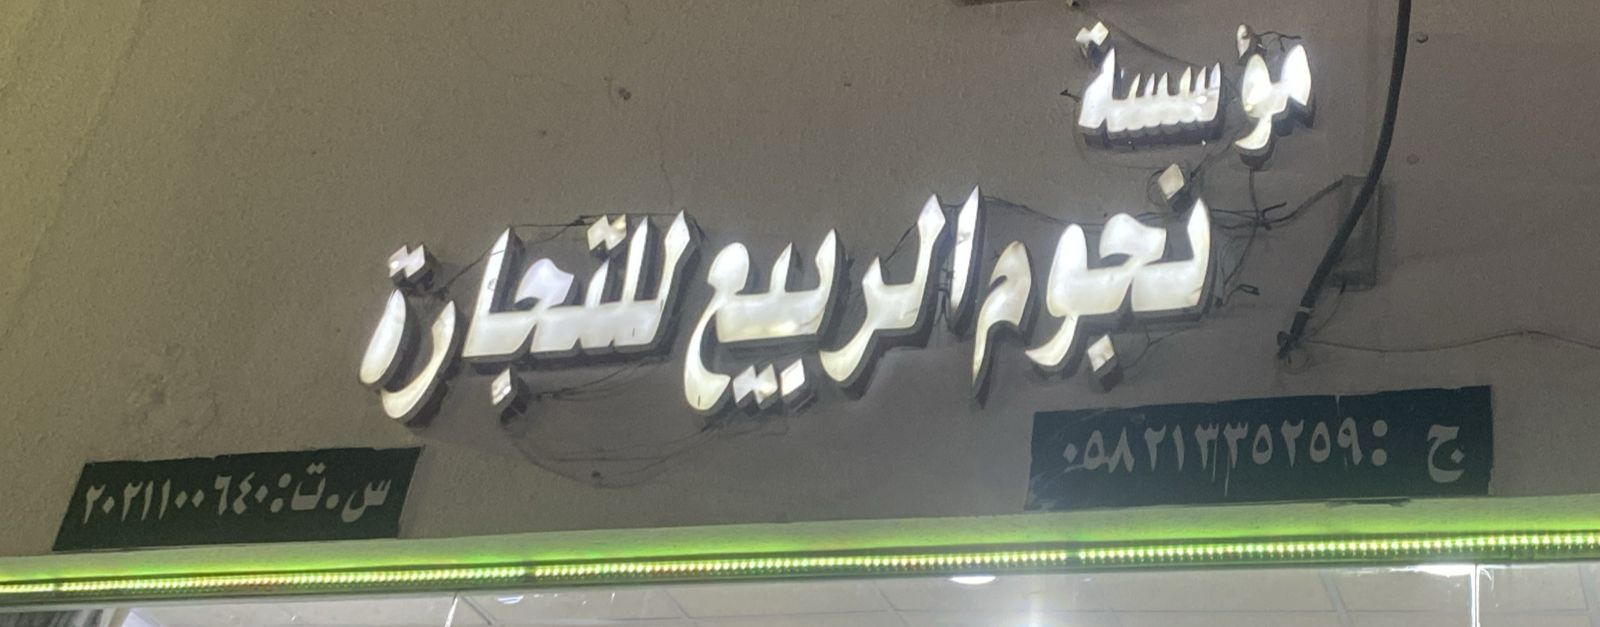 مؤسسة
نجوم الربيع للتجارة
ج : ٠٥٨٢١٣٣٥٢٥٩
س.ت: ٢٠٢١١٠٠٦٤٠